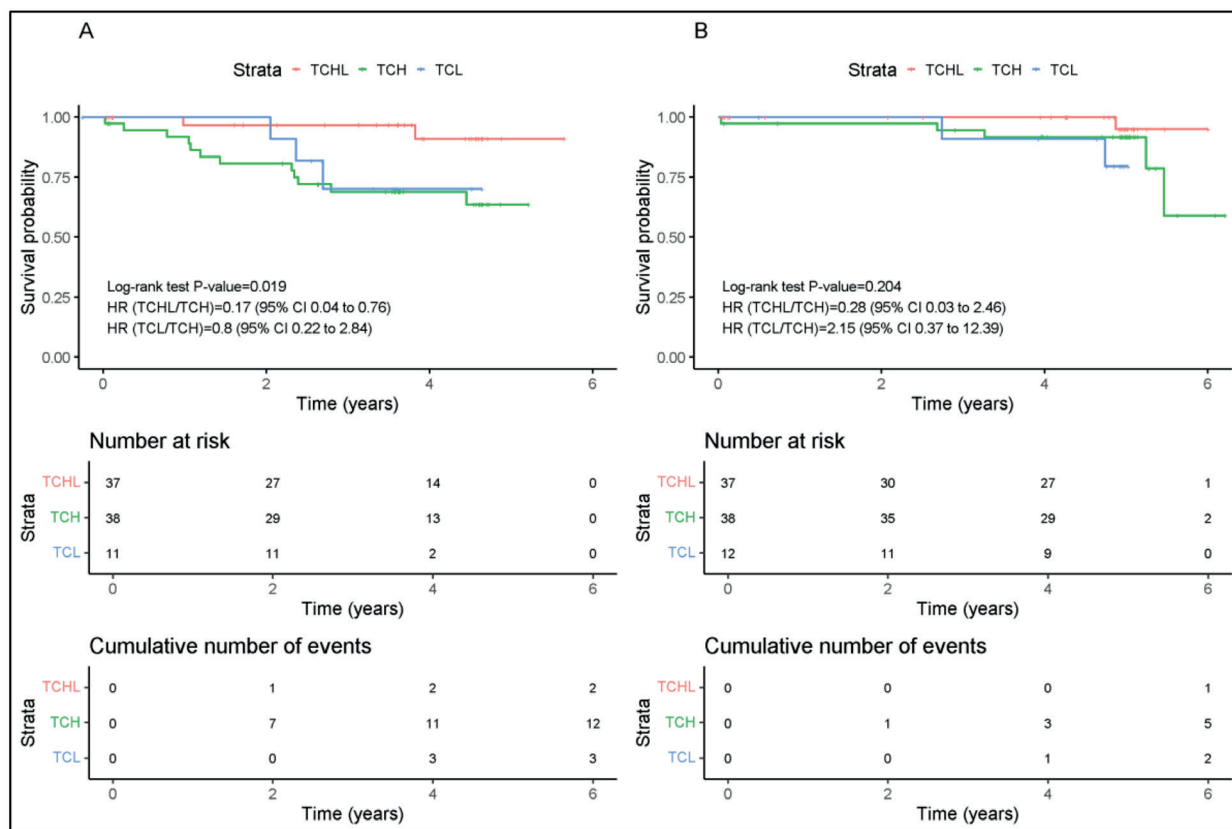 A
Strata TCHL TCH TCL
1.00
0.75
0.50
0.25
0.00
Survival probability
Log-rank test P-value=0.019
HR (TCHL/TCH)=0.17 (95% CI 0.04 to 0.76)
HR (TCL/TCH)=0.8 (95% CI 0.22 to 2.84)
0 2 4 6
Time (years)
Number at risk
Strata
TCHL 37 27 14 0
TCH 38 29 13 0
TCL 11 11 2 0
0 2 4 6
Time (years)
Cumulative number of events
Strata
TCHL 0 1 2 2
TCH 0 7 11 12
TCL 0 0 3 3
0 2 4 6
Time (years)
B
Strata TCHL TCH TCL
1.00
0.75
0.50
0.25
0.00
Survival probability
Log-rank test P-value=0.204
HR (TCHL/TCH)=0.28 (95% CI 0.03 to 2.46)
HR (TCL/TCH)=2.15 (95% CI 0.37 to 12.39)
0 2 4 6
Time (years)
Number at risk
Strata
TCHL 37 30 27 1
TCH 38 35 29 2
TCL 12 11 9 0
0 2 4 6
Time (years)
Cumulative number of events
Strata
TCHL 0 0 0 1
TCH 0 1 3 5
TCL 0 0 1 2
0 2 4 6
Time (years)